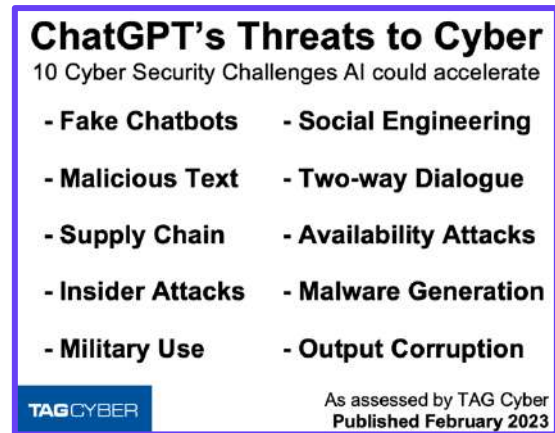 ChatGPT's Threats to Cyber
10 Cyber Security Challenges AI could accelerate
- Fake Chatbots
- Malicious Text
- Supply Chain
- Insider Attacks
- Military Use
- Social Engineering
- Two-way Dialogue
- Availability Attacks
- Malware Generation
- Output Corruption
TAGCYBER
As assessed by TAG Cyber
Published February 2023